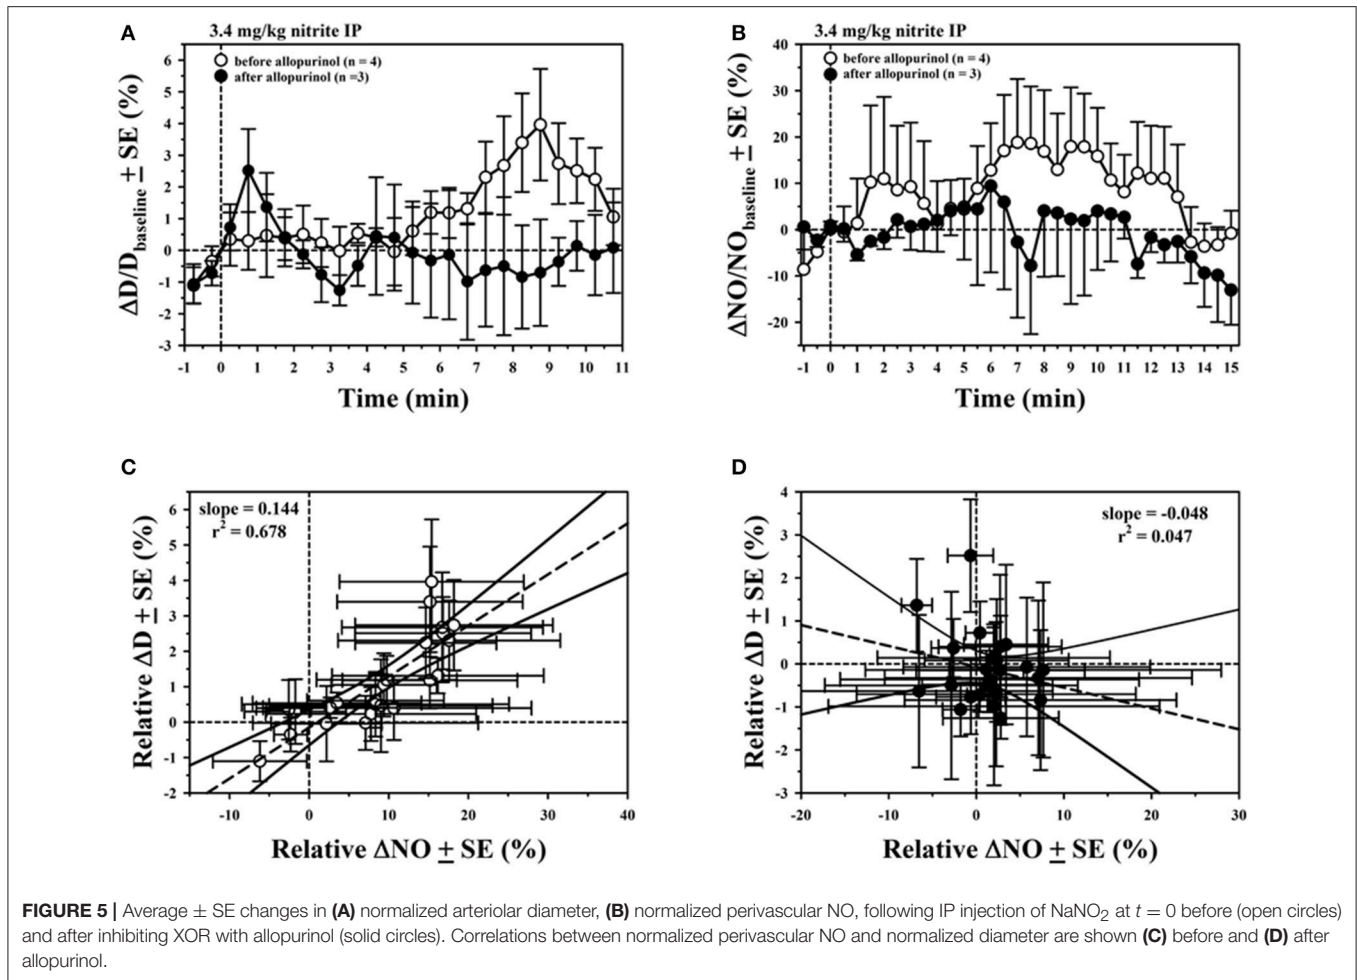 A
3.4 mg/kg nitrite IP
before allopurinol (n = 4)
after allopurinol (n =3)
ΔD/D_baseline ± SE (%)
6
5
4
3
2
1
0
-1
-2
-3
-1 0 1 2 3 4 5 6 7 8 9 10 11
Time (min)
B
3.4 mg/kg nitrite IP
before allopurinol (n = 4)
after allopurinol (n = 3)
ΔNO/NO_baseline ± SE (%)
40
30
20
10
0
-10
-20
-1 0 1 2 3 4 5 6 7 8 9 10 11 12 13 14 15
Time (min)
C
slope = 0.144
r² = 0.678
Relative ΔD ± SE (%)
6
5
4
3
2
1
0
-1
-2
-10 0 10 20 30 40
Relative ΔNO ± SE (%)
D
slope = -0.048
r² = 0.047
Relative ΔD ± SE (%)
4
3
2
1
0
-1
-2
-3
-20 -10 0 10 20 30
Relative ΔNO ± SE (%)
FIGURE 5 | Average ± SE changes in (A) normalized arteriolar diameter, (B) normalized perivascular NO, following IP injection of NaNO₂ at t = 0 before (open circles)
and after inhibiting XOR with allopurinol (solid circles). Correlations between normalized perivascular NO and normalized diameter are shown (C) before and (D) after
allopurinol.